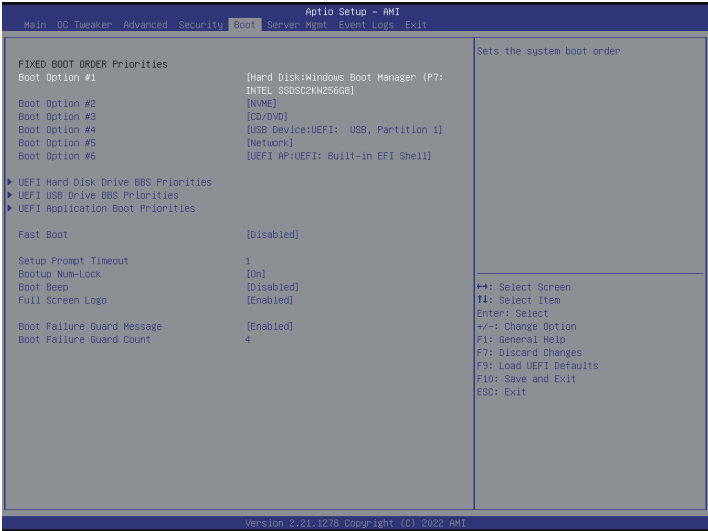 Aptio Setup - AMI
Main OC Tweaker Advanced Security Boot Server Mgmt Event Logs Exit
FIXED BOOT ORDER Priorities
Boot Option #1 [Hard Disk:Windows Boot Manager (P7:
INTEL SSDSC2KW256G8]
Boot Option #2 [NVME]
Boot Option #3 [CD/DVD]
Boot Option #4 [USB Device:UEFI: USB, Partition 1]
Boot Option #5 [Network]
Boot Option #6 [UEFI AP:UEFI: Built-in EFI Shell]
UEFI Hard Disk Drive BBS Priorities
UEFI USB Drive BBS Priorities
UEFI Application Boot Priorities
Fast Boot [Disabled]
Setup Prompt Timeout 1
Bootup Num-Lock [On]
Boot Beep [Disabled]
Full Screen Logo [Enabled]
Boot Failure Guard Message [Enabled]
Boot Failure Guard Count 4
Sets the system boot order
↔: Select Screen
↑↓: Select Item
Enter: Select
+/-: Change Option
F1: General Help
F7: Discard Changes
F9: Load UEFI Defaults
F10: Save and Exit
ESC: Exit
Version 2.21.1278 Copyright (C) 2022 AMI